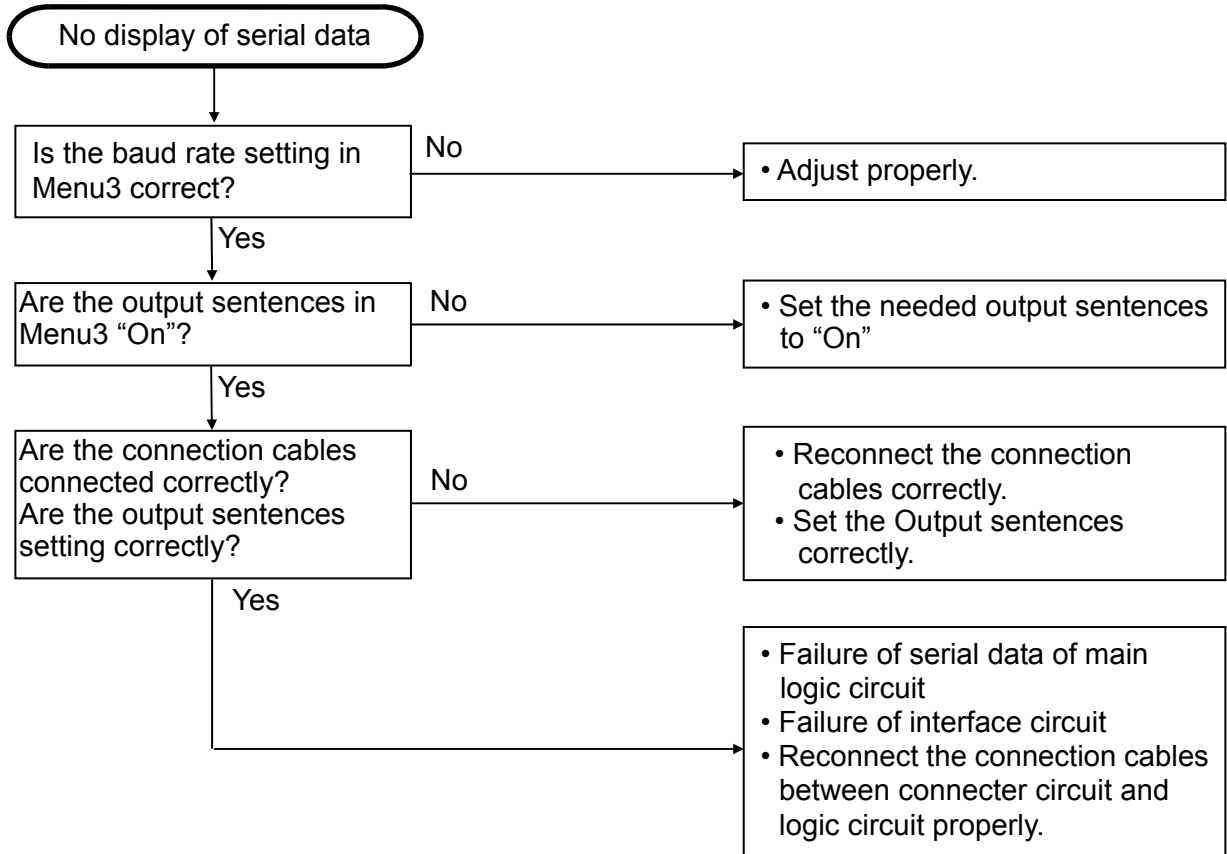 No display of serial data
Is the baud rate setting in
Menu3 correct?
No
• Adjust properly.
Yes
Are the output sentences in
Menu3 “On”?
No
• Set the needed output sentences
to “On”
Yes
Are the connection cables
connected correctly?
Are the output sentences
setting correctly?
No
• Reconnect the connection
cables correctly.
• Set the Output sentences
correctly.
Yes
• Failure of serial data of main
logic circuit
• Failure of interface circuit
• Reconnect the connection cables
between connecter circuit and
logic circuit properly.